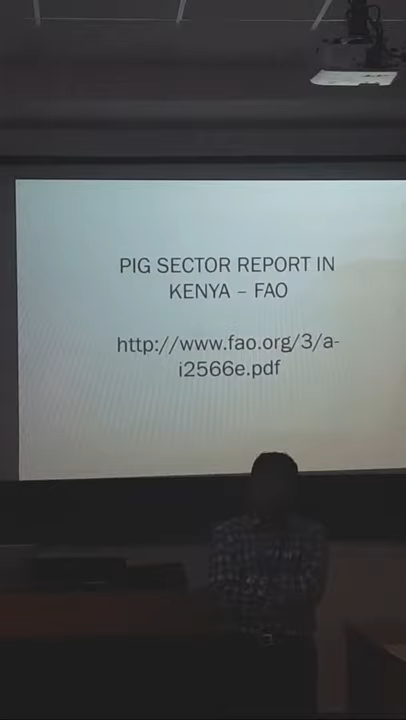 PIG SECTOR REPORT IN
KENYA – FAO
http://www.fao.org/3/a-
i2566e.pdf